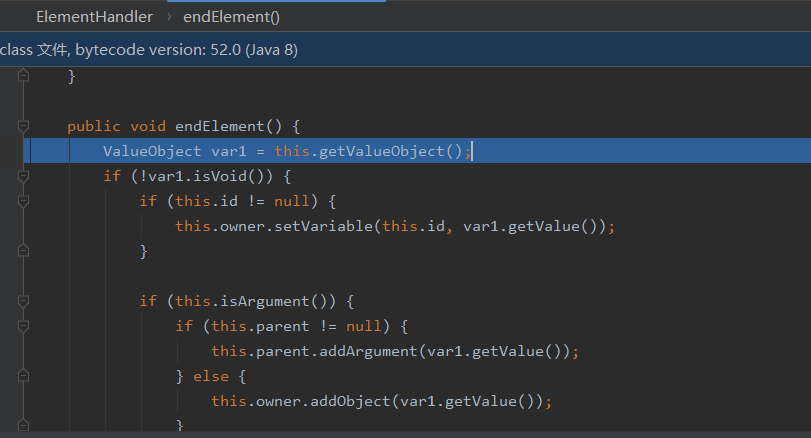 ElementHandler › endElement()
class 文件, bytecode version: 52.0 (Java 8)
}
public void endElement() {
ValueObject var1 = this.getValueObject();
if (!var1.isVoid()) {
if (this.id != null) {
this.owner.setVariable(this.id, var1.getValue());
}
if (this.isArgument()) {
if (this.parent != null) {
this.parent.addArgument(var1.getValue());
} else {
this.owner.addObject(var1.getValue());
}